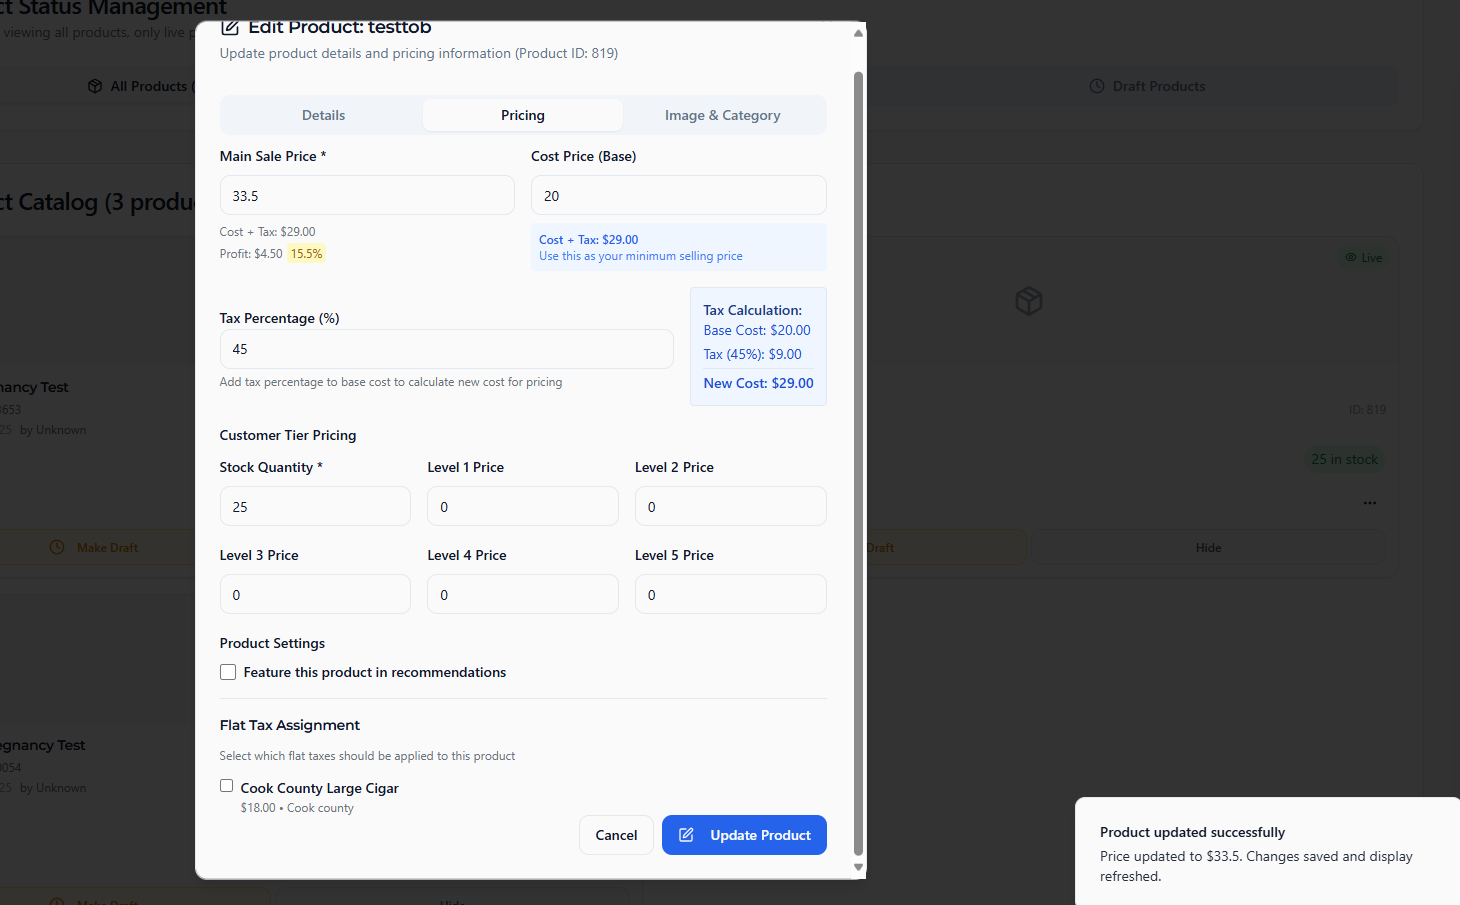 ct Status Management
viewing all products, only live p
All Products (
Draft Products
ct Catalog (3 produ
Edit Product: testtob
Update product details and pricing information (Product ID: 819)
Details
Pricing
Image & Category
Main Sale Price *
Cost Price (Base)
33.5
20
Cost + Tax: $29.00
Profit: $4.50 15.5%
Cost + Tax: $29.00
Use this as your minimum selling price
Tax Percentage (%)
45
Add tax percentage to base cost to calculate new cost for pricing
Tax Calculation:
Base Cost: $20.00
Tax (45%): $9.00
New Cost: $29.00
Customer Tier Pricing
Stock Quantity *
Level 1 Price
Level 2 Price
25
0
0
Level 3 Price
Level 4 Price
Level 5 Price
0
0
0
Product Settings
Feature this product in recommendations
Flat Tax Assignment
Select which flat taxes should be applied to this product
Cook County Large Cigar
$18.00 • Cook county
Cancel
Update Product
Live
nancy Test
3653
25 by Unknown
ID: 819
25 in stock
...
Make Draft
Draft
Hide
egnancy Test
0054
25 by Unknown
Make Draft
Hide
Product updated successfully
Price updated to $33.5. Changes saved and display
refreshed.